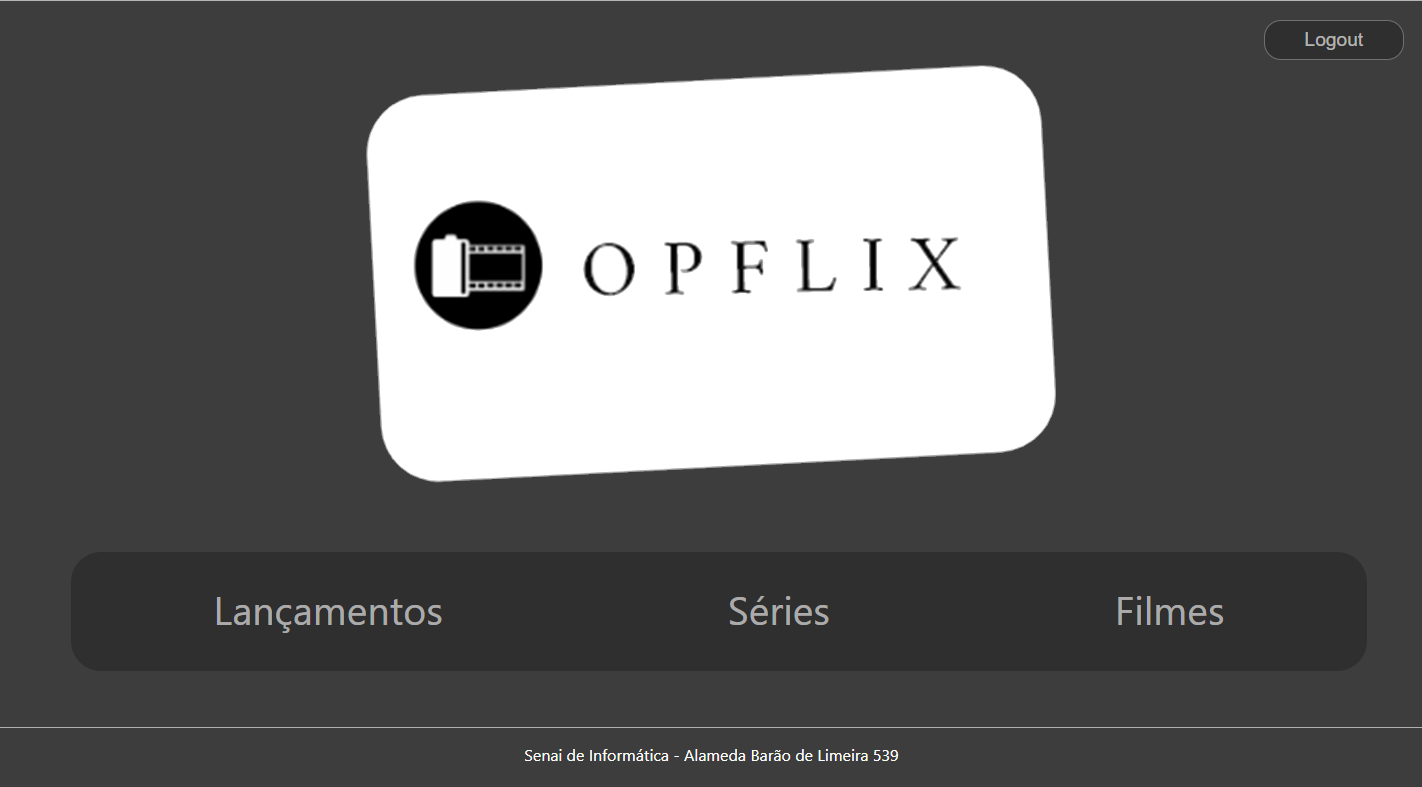 Logout
OPFLIX
Lançamentos
Séries
Filmes
Senai de Informática - Alameda Barão de Limeira 539